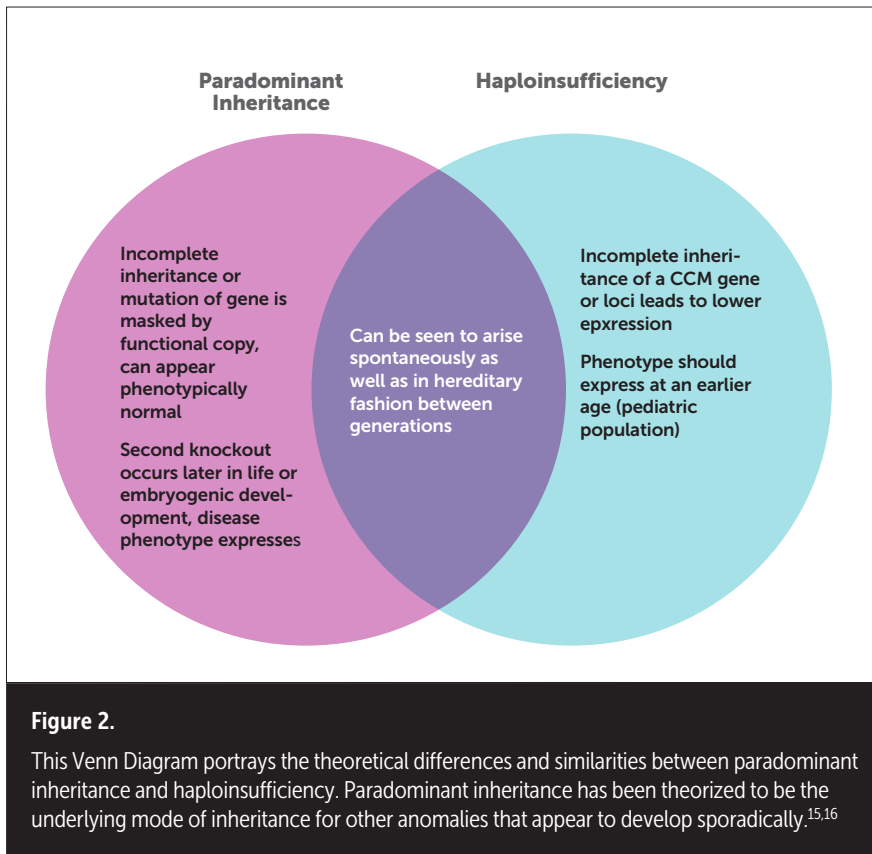 Paradominant
Inheritance
Haploinsufficiency
Incomplete
inheritance or
mutation of gene is
masked by
functional copy,
can appear
phenotypically
normal
Second knockout
occurs later in life or
embryogenic devel-
opment, disease
phenotype expresses
Can be seen to arise
spontaneously as
well as in hereditary
fashion between
generations
Incomplete inheri-
tance of a CCM gene
or loci leads to lower
epxression
Phenotype should
express at an earlier
age (pediatric
population)
Figure 2.
This Venn Diagram portrays the theoretical differences and similarities between paradominant
inheritance and haploinsufficiency. Paradominant inheritance has been theorized to be the
underlying mode of inheritance for other anomalies that appear to develop sporadically.15,16